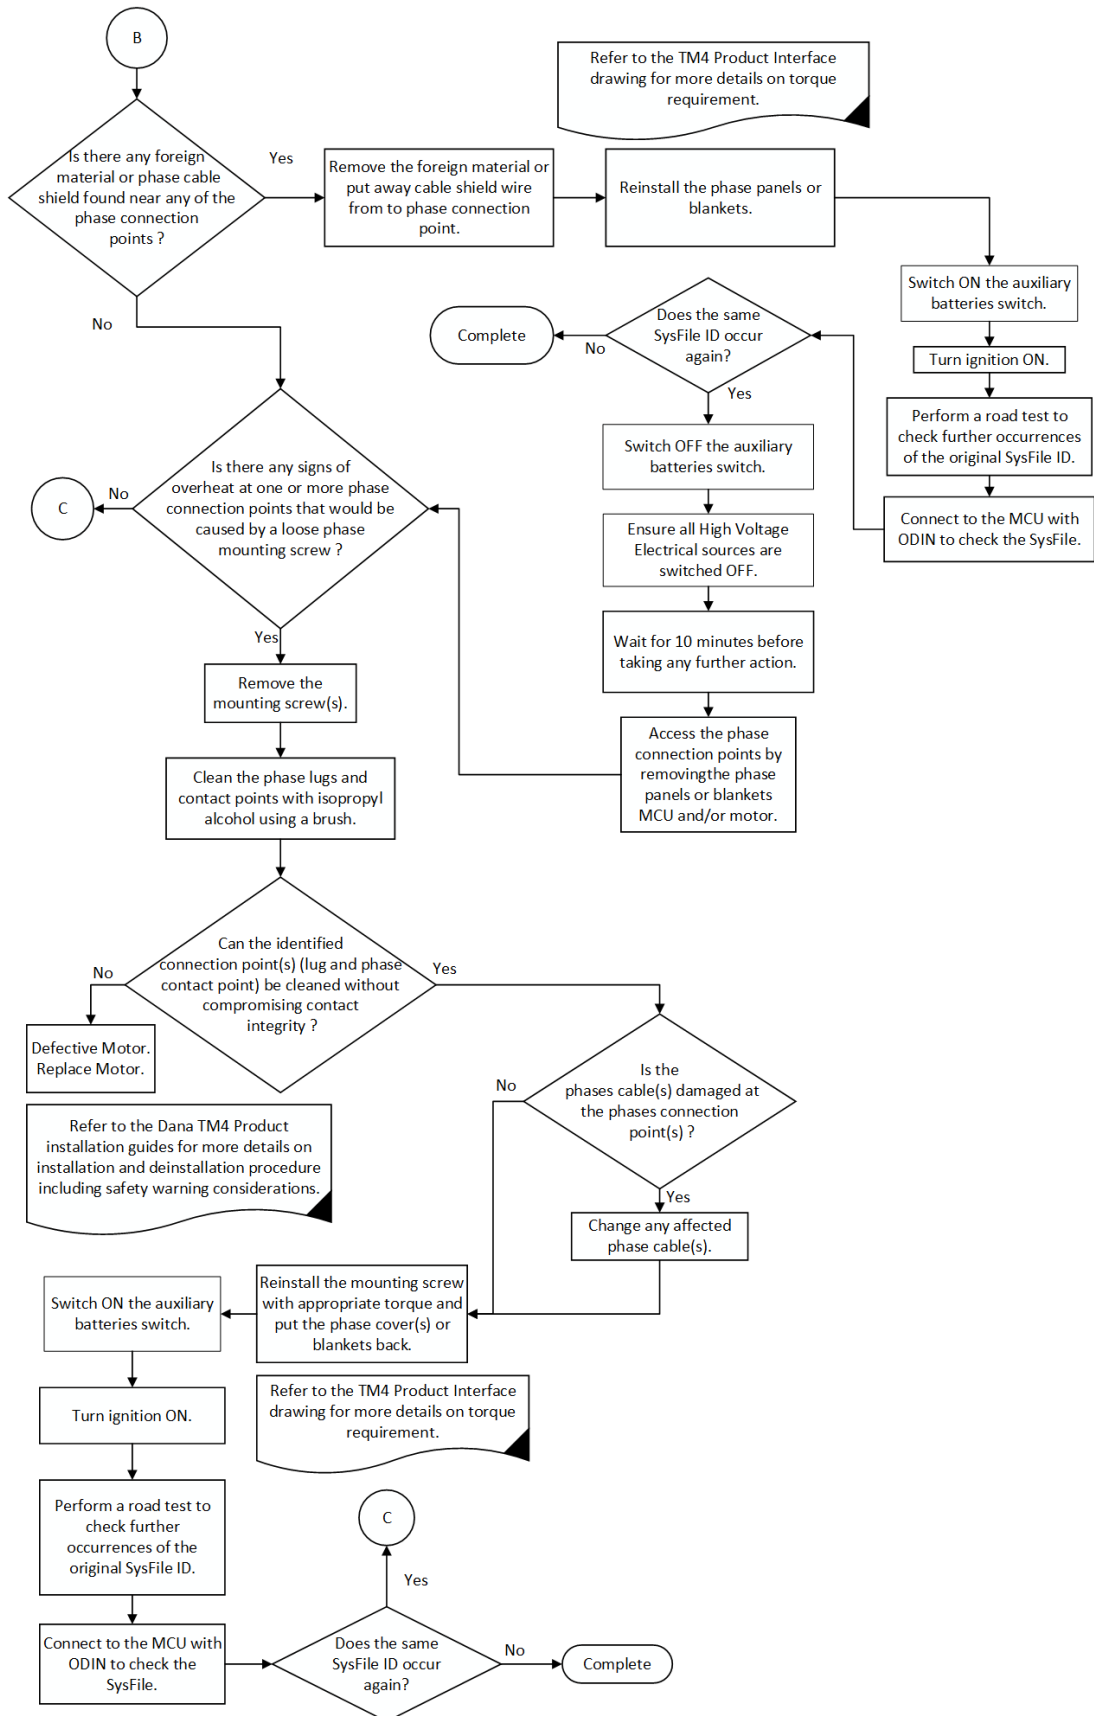 B
Refer to the TM4 Product Interface
drawing for more details on torque
requirement.
Is there any foreign
material or phase cable
shield found near any of the
phase connection
points ?
Yes
Remove the foreign material or
put away cable shield wire
from to phase connection
point.
Reinstall the phase panels or
blankets.
Switch ON the auxiliary
batteries switch.
Turn ignition ON.
Perform a road test to
check further occurrences
of the original SysFile ID.
Connect to the MCU with
ODIN to check the SysFile.
Does the same
SysFile ID occur
again?
No
Complete
Yes
Switch OFF the auxiliary
batteries switch.
Ensure all High Voltage
Electrical sources are
switched OFF.
Wait for 10 minutes before
taking any further action.
Access the phase
connection points by
removingthe phase
panels or blankets
MCU and/or motor.
No
Is there any signs of
overheat at one or more phase
connection points that would be
caused by a loose phase
mounting screw ?
No
C
Yes
Remove the
mounting screw(s).
Clean the phase lugs and
contact points with isopropyl
alcohol using a brush.
Can the identified
connection point(s) (lug and phase
contact point) be cleaned without
compromising contact
integrity ?
No
Yes
Defective Motor.
Replace Motor.
Refer to the Dana TM4 Product
installation guides for more details on
installation and deinstallation procedure
including safety warning considerations.
Is the
phases cable(s) damaged at
the phases connection
point(s) ?
No
Yes
Change any affected
phase cable(s).
Reinstall the mounting screw
with appropriate torque and
put the phase cover(s) or
blankets back.
Switch ON the auxiliary
batteries switch.
Refer to the TM4 Product Interface
drawing for more details on torque
requirement.
Turn ignition ON.
Perform a road test to
check further
occurrences of the
original SysFile ID.
Connect to the MCU with
ODIN to check the
SysFile.
Does the same
SysFile ID occur
again?
Yes
C
No
Complete